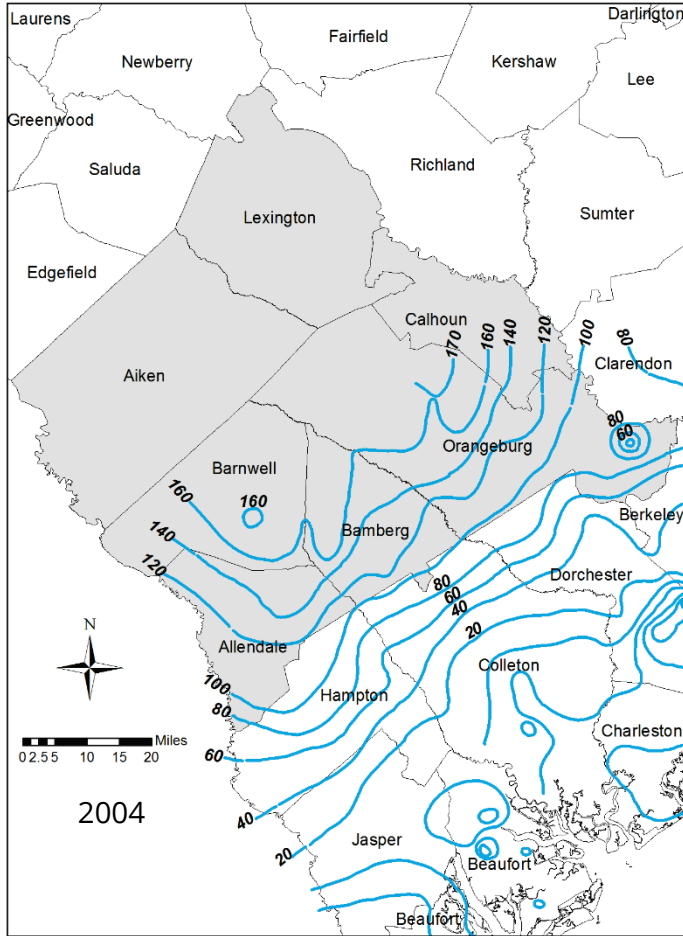 Laurens
Darlington
Fairfield
Newberry
Kershaw
Lee
Greenwood
Saluda
Richland
Lexington
Sumter
Edgefield
Calhoun
170
160
140
120
100
80
Clarendon
Aiken
80
60
Orangeburg
Barnwell
160
160
Bamberg
Berkeley
140
120
80
60
40
20
Dorchester
N
Allendale
Colleton
100
80
Hampton
Charleston
Miles
0 2.5 5 10 15 20
60
2004
40
20
Jasper
Beaufort
Beaufort